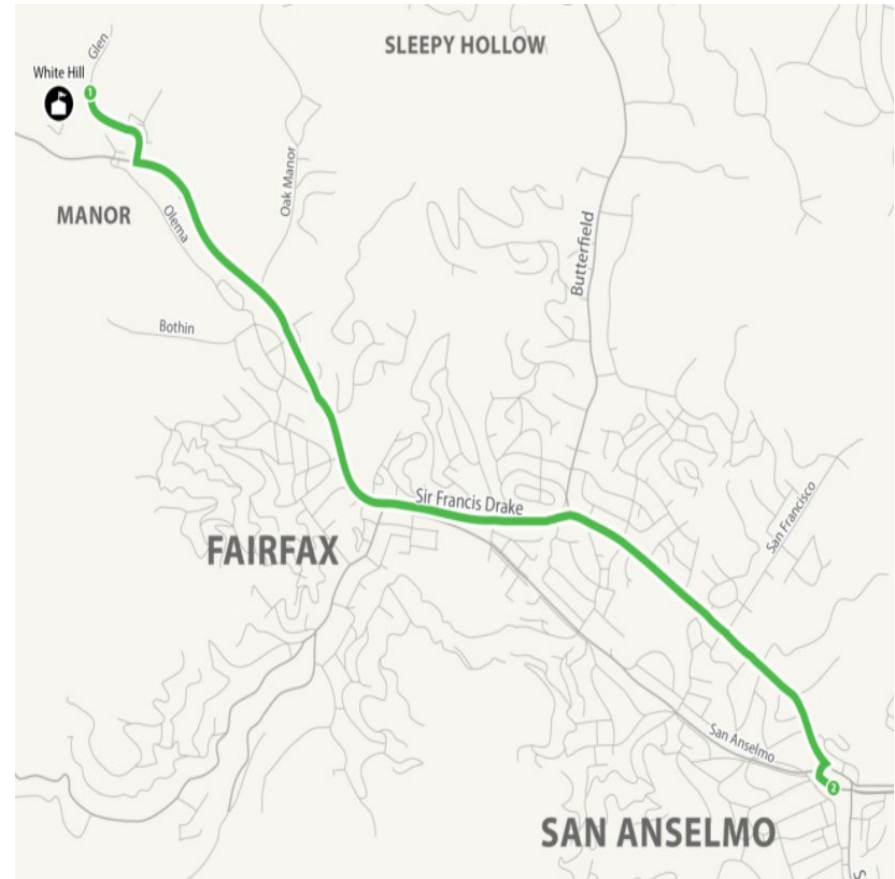 SLEEPY HOLLOW
Glen
White Hill
1
Oak Manor
MANOR
Olema
Butterfield
Bothin
Sir Francis Drake
San Francisco
FAIRFAX
San Anselmo
2
SAN ANSELMO
S